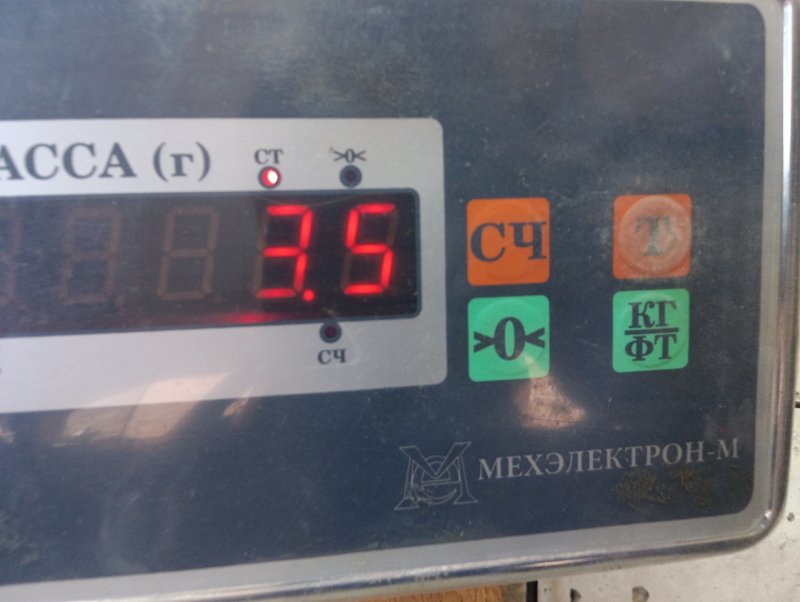 АССА (г)
СТ
>0<
3.5
СЧ
СЧ
Т
>0<
КГ
ФТ
МЕХЭЛЕКТРОН-М